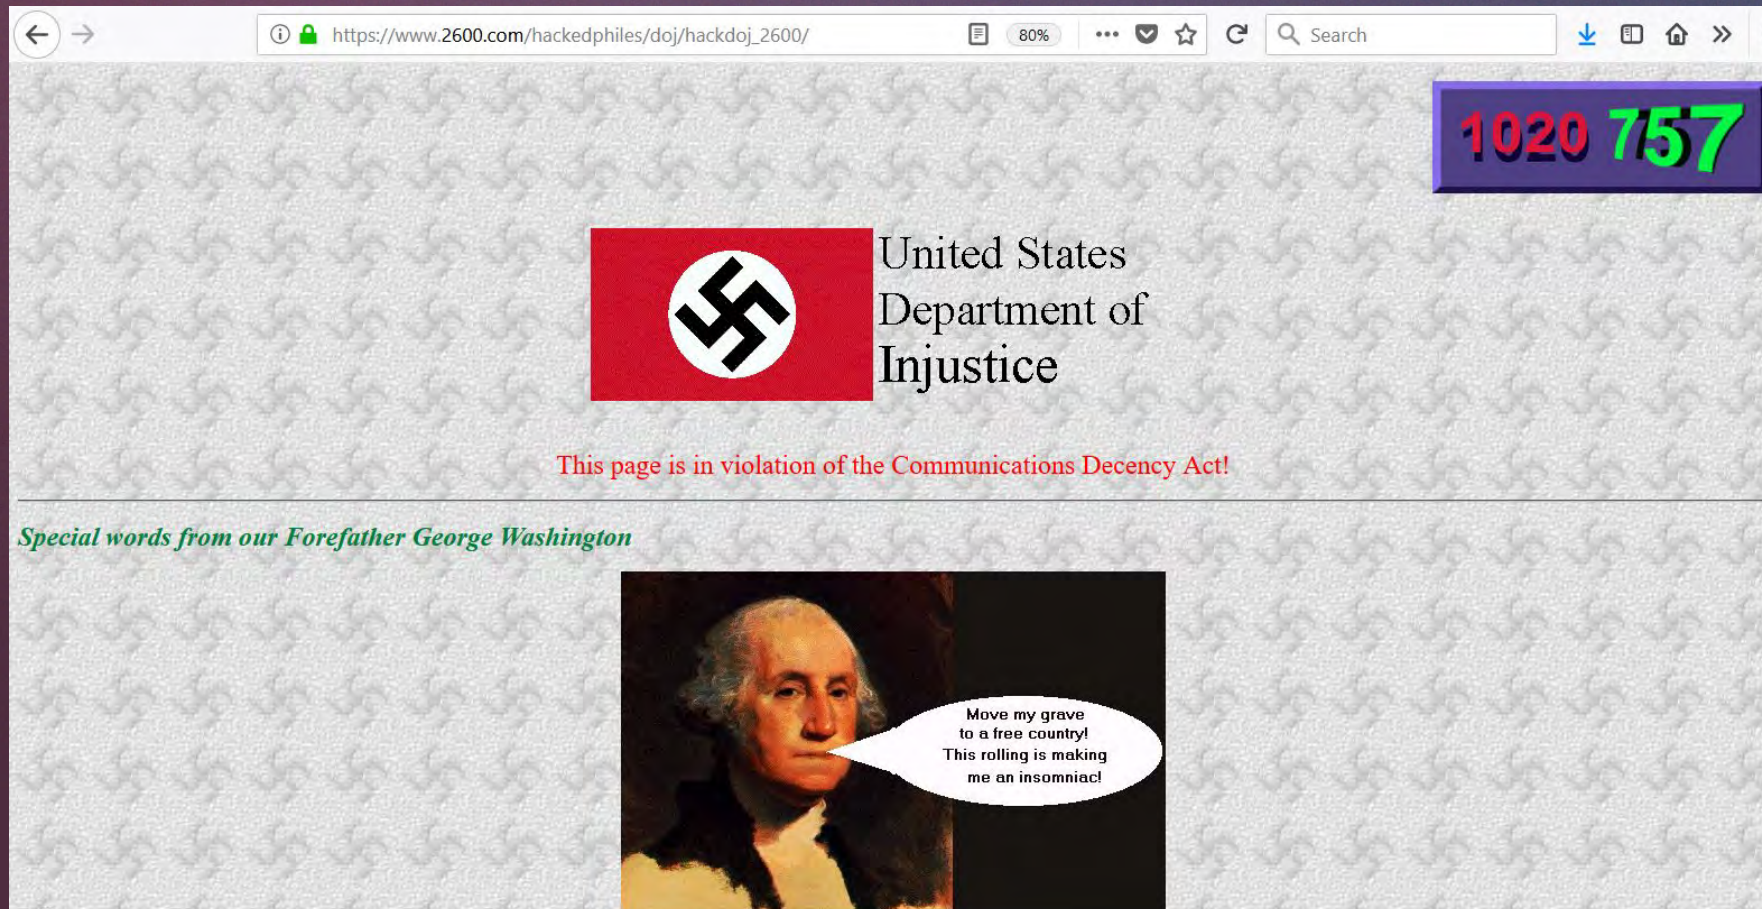 https://www.2600.com/hackedphiles/doj/hackdoj_2600/
80%
Search
1020 757
United States
Department of
Injustice
This page is in violation of the Communications Decency Act!
Special words from our Forefather George Washington
Move my grave
to a free country!
This rolling is making
me an insomniac!